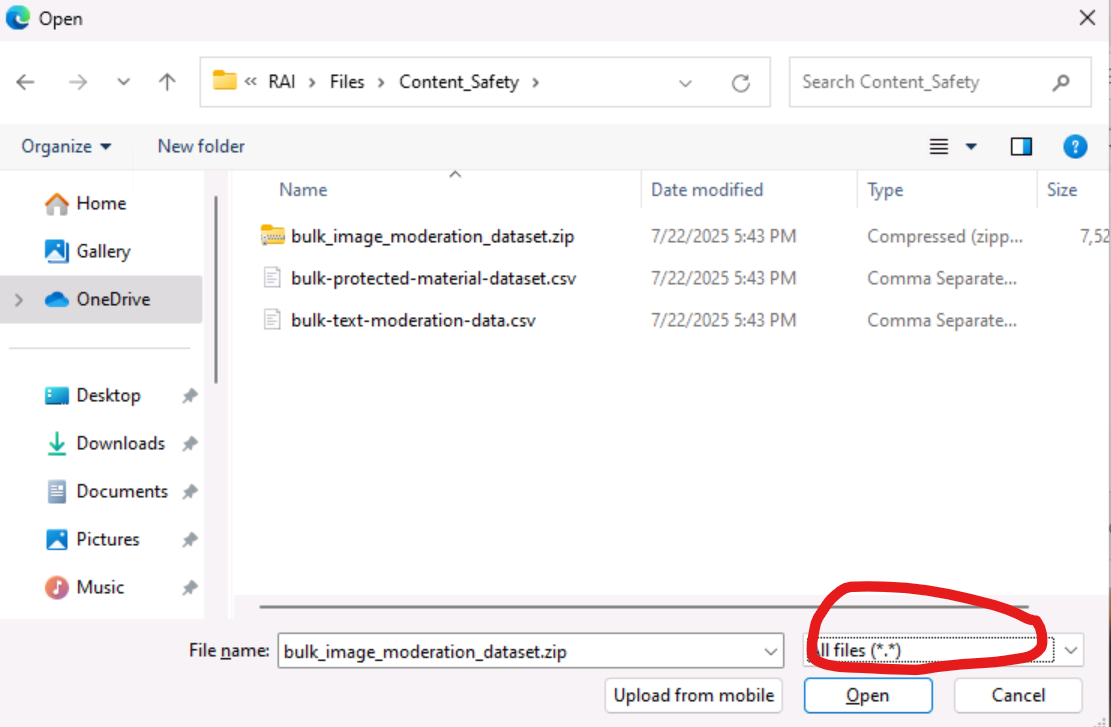 Open
« RAI > Files > Content_Safety >
Search Content_Safety
Organize
New folder
?
Name
Date modified
Type
Size
Home
Gallery
OneDrive
Desktop
Downloads
Documents
Pictures
Music
bulk_image_moderation_dataset.zip 7/22/2025 5:43 PM Compressed (zipp... 7,52
bulk-protected-material-dataset.csv 7/22/2025 5:43 PM Comma Separate...
bulk-text-moderation-data.csv 7/22/2025 5:43 PM Comma Separate...
File name: bulk_image_moderation_dataset.zip
All files (*.*)
Upload from mobile
Open
Cancel